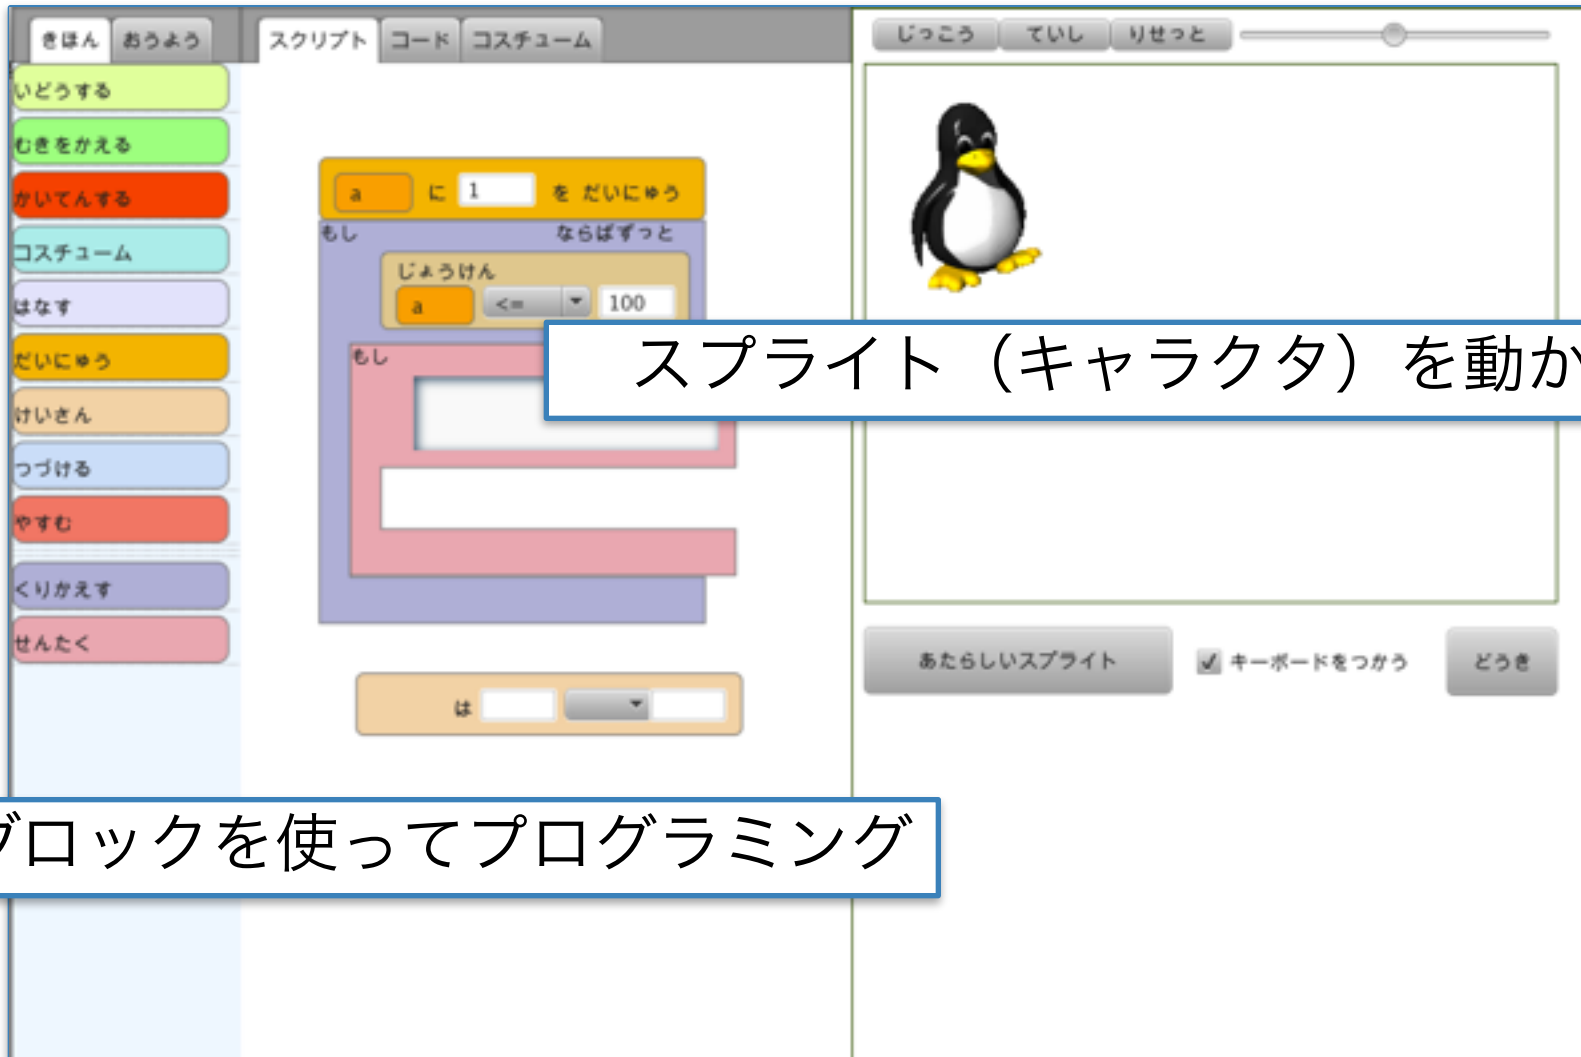 きほん おうよう スクリプト コード コスチューム じっこう ていし りせっと
いどうする
むきをかえる
かいてんする
コスチューム
はなす
だいにゅう
けいさん
つづける
やすむ
くりかえす
せんたく
a に 1 を だいにゅう
もし ならばずっと
じょうけん
a <= 100
もし
は
スプライト（キャラクタ）を動か
ブロックを使ってプログラミング
あたらしいスプライト キーボードをつかう どうき